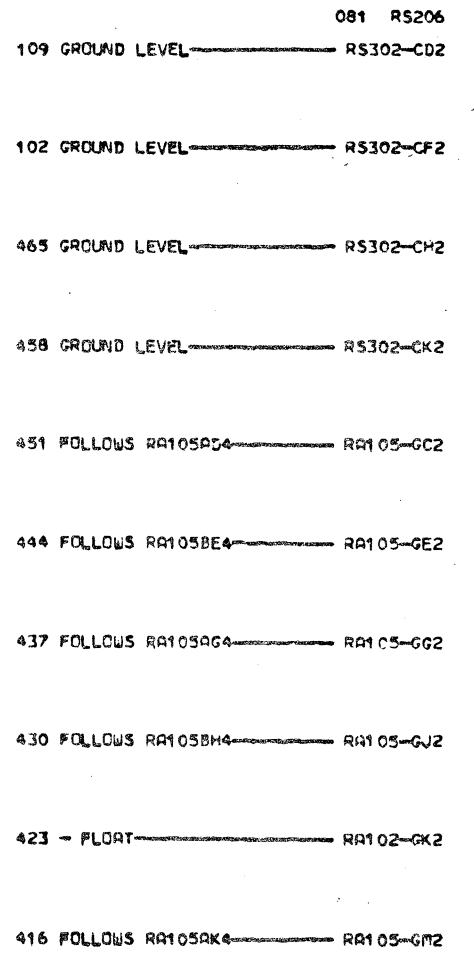 081 RS206
109 GROUND LEVEL RS302-CD2
102 GROUND LEVEL RS302-CF2
465 GROUND LEVEL RS302-CH2
458 GROUND LEVEL RS302-CK2
451 FOLLOWS RA105AD4 RA105-GC2
444 FOLLOWS RA105BE4 RA105-GE2
437 FOLLOWS RA105AG4 RA105-GG2
430 FOLLOWS RA105BH4 RA105-GJ2
423 - FLOAT RA102-GK2
416 FOLLOWS RA105AK4 RA105-GM2